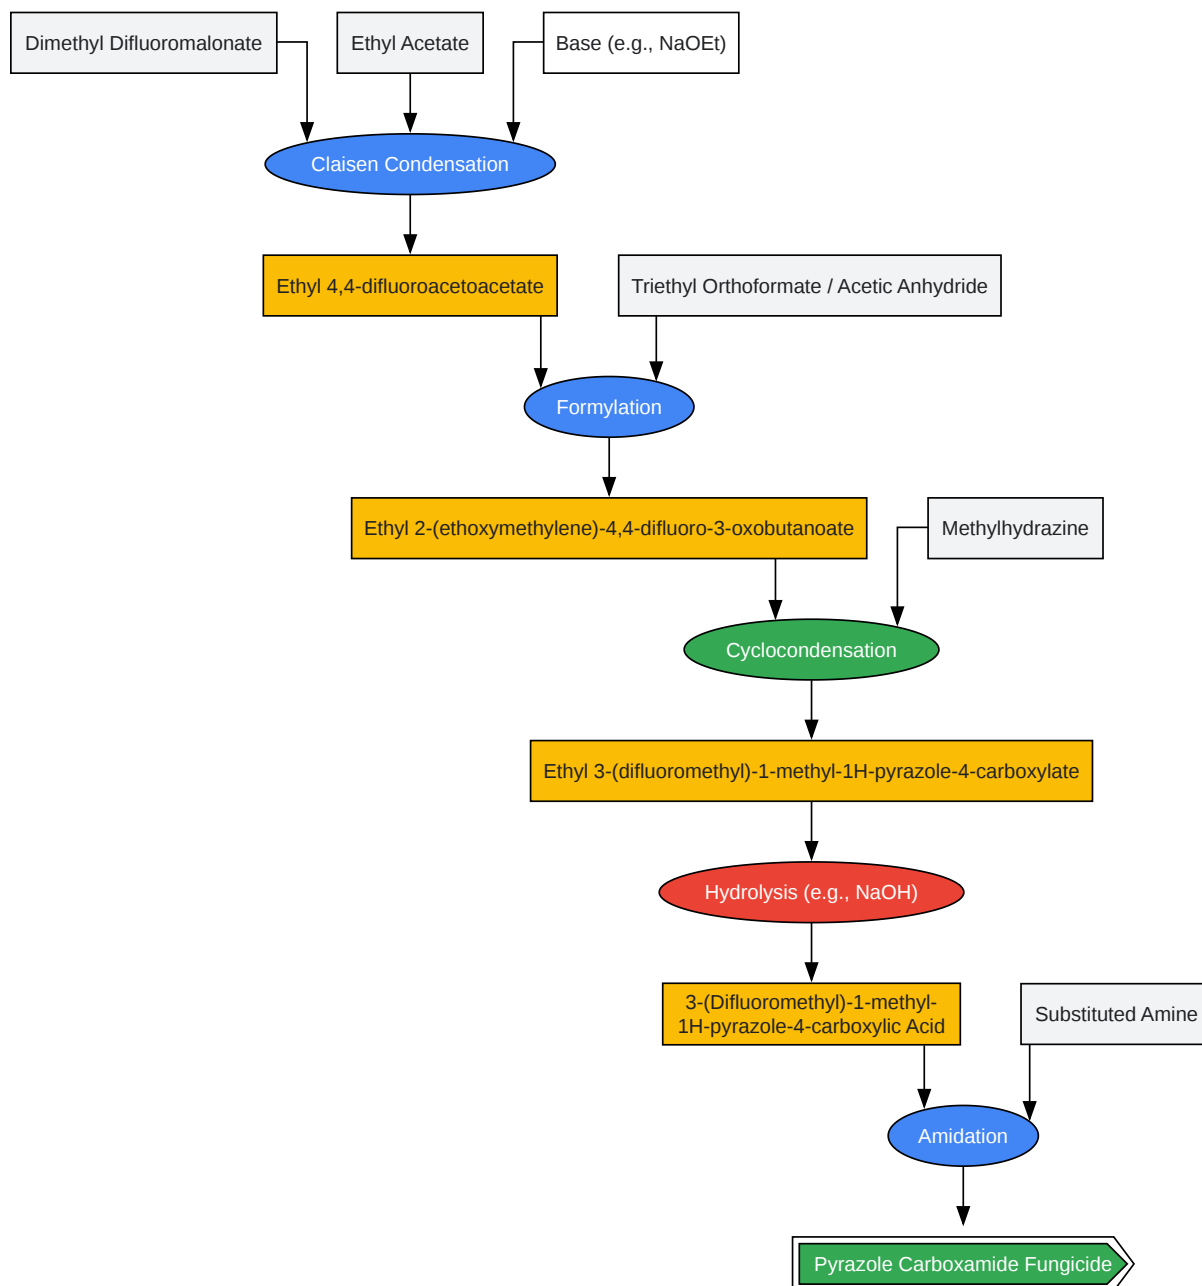 Dimethyl Difluoromalonate
Ethyl Acetate
Base (e.g., NaOEt)
Claisen Condensation
Ethyl 4,4-difluoroacetoacetate
Triethyl Orthoformate / Acetic Anhydride
Formylation
Ethyl 2-(ethoxymethylene)-4,4-difluoro-3-oxobutanoate
Methylhydrazine
Cyclocondensation
Ethyl 3-(difluoromethyl)-1-methyl-1H-pyrazole-4-carboxylate
Hydrolysis (e.g., NaOH)
3-(Difluoromethyl)-1-methyl-
1H-pyrazole-4-carboxylic Acid
Substituted Amine
Amidation
Pyrazole Carboxamide Fungicide